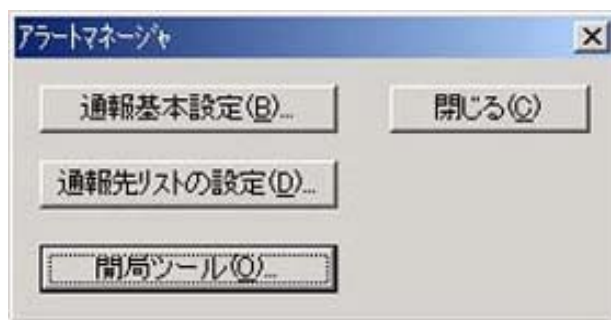 アラートマネージャ
通報基本設定(B)...
閉じる(C)
通報先リストの設定(D)...
開局ツール(O)...